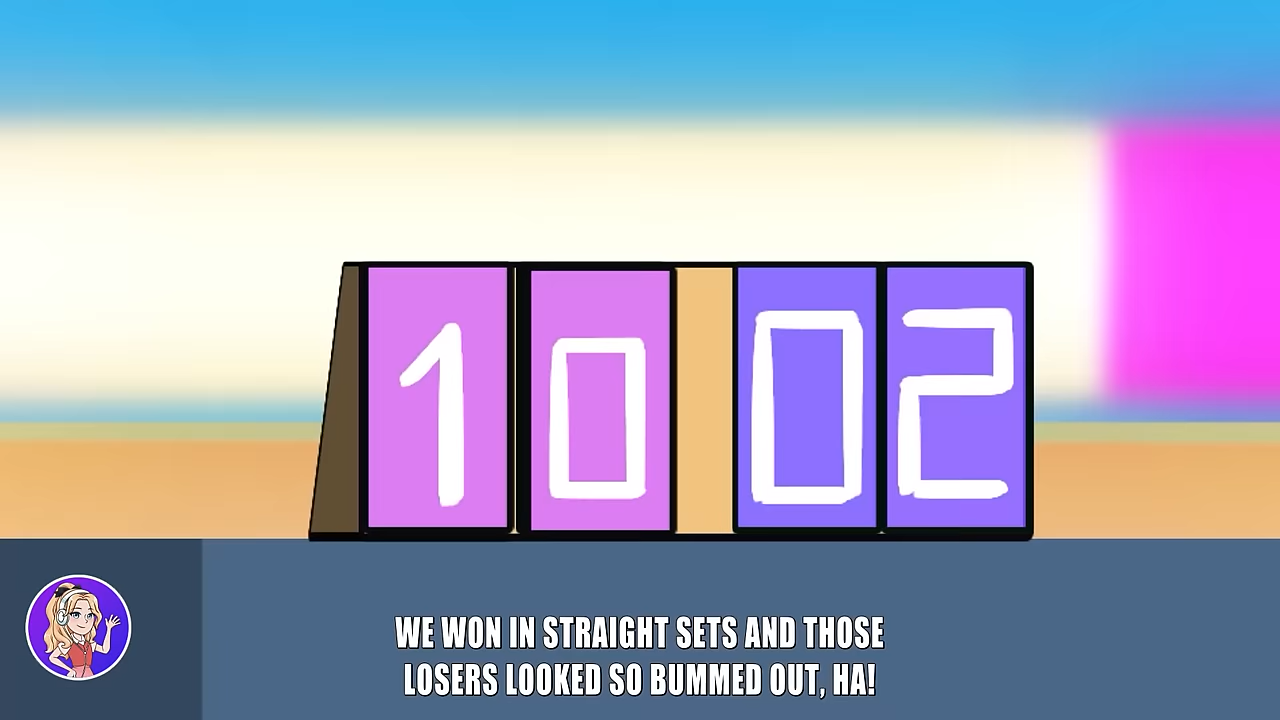 10 02
WE WON IN STRAIGHT SETS AND THOSE
LOSERS LOOKED SO BUMMED OUT, HA!